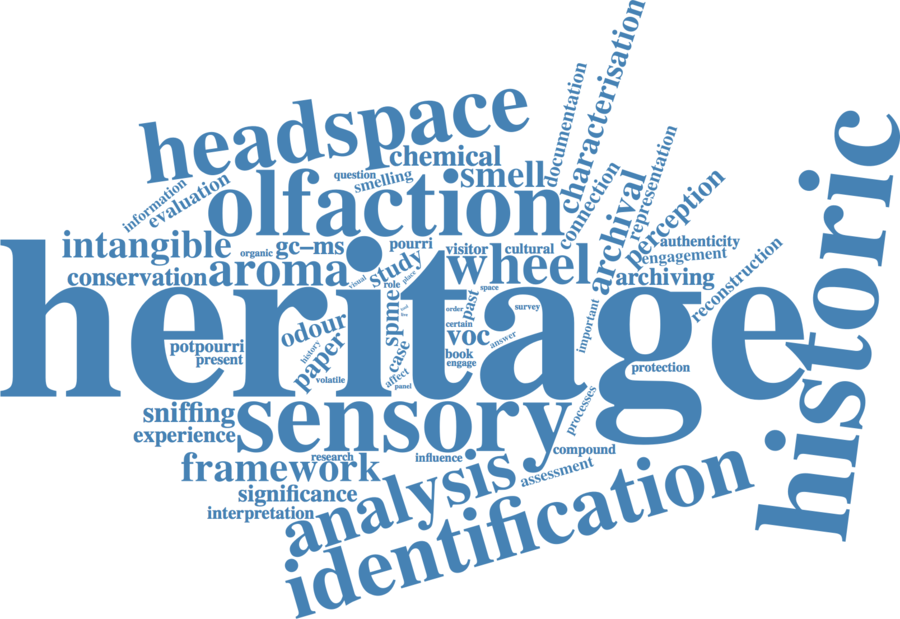 headspace
documentation
characterisation
historic
chemical
question
smelling
smell
information
evaluation
olfaction
connection
archival
representation
perception
intangible
organic
gc–ms
pourri
visitor
cultural
authenticity
engagement
conservation
aroma
visual
study
place
role
wheel
space
archiving
reconstruction
heritage
odour
history
paper
volatile
spme
case
affect
panel
order
past
certain
voc
book
engage
answer
survey
important
potpourri
present
protection
sniffing
experience
sensory
processes
research
influence
compound
framework
significance
interpretation
analysis
assessment
identification